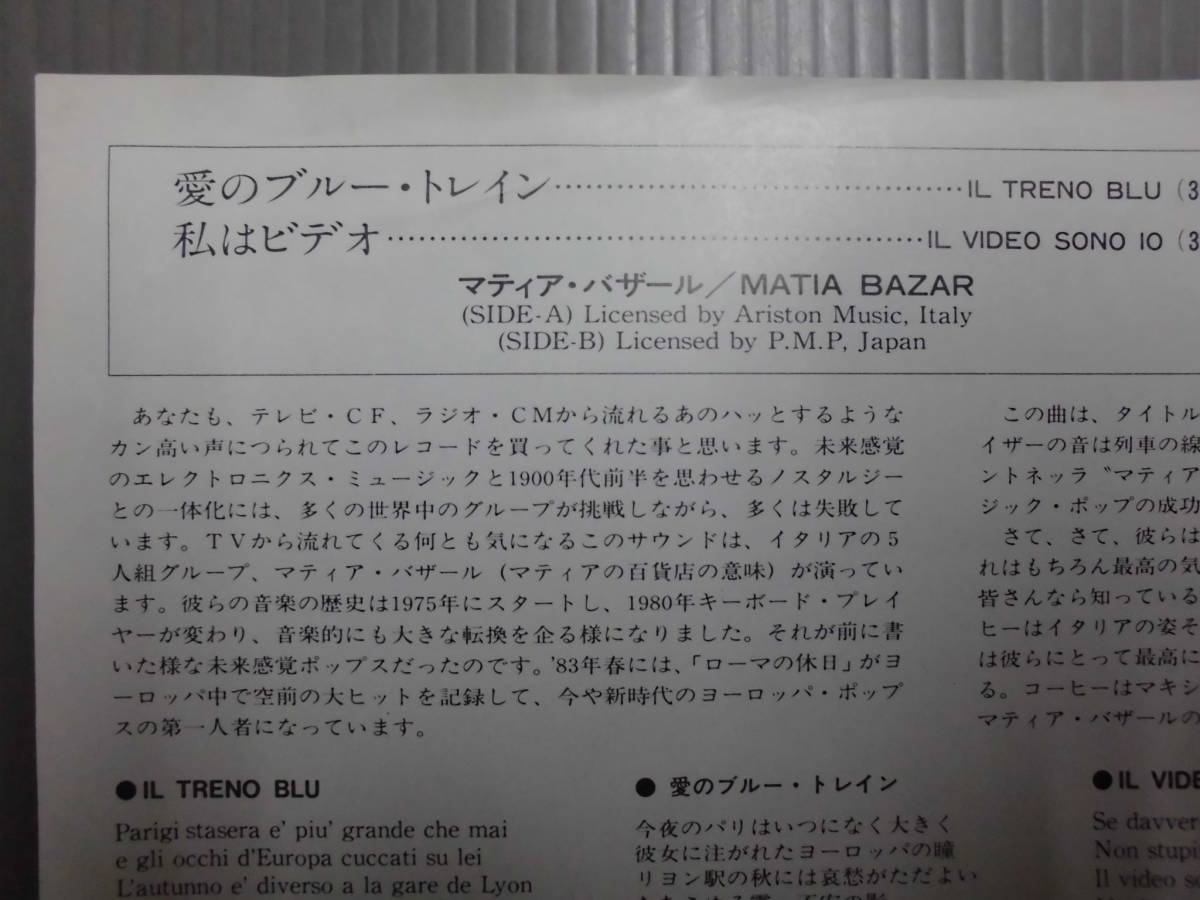 愛のブルー・トレイン……………………………………IL TRENO BLU (3
私はビデオ……………………………………………IL VIDEO SONO IO (3
マティア・バザール／MATIA BAZAR
(SIDE-A) Licensed by Ariston Music, Italy
(SIDE-B) Licensed by P.M.P, Japan
あなたも、テレビ・ＣＦ、ラジオ・ＣＭから流れるあのハッとするような
カン高い声につられてこのレコードを買ってくれた事と思います。未来感覚
のエレクトロニクス・ミュージックと1900年代前半を思わせるノスタルジー
との一体化には、多くの世界中のグループが挑戦しながら、多くは失敗して
います。ＴＶから流れてくる何とも気になるこのサウンドは、イタリアの５
人組グループ、マティア・バザール（マティアの百貨店の意味）が演ってい
ます。彼らの音楽の歴史は1975年にスタートし、1980年キーボード・プレイ
ヤーが変わり、音楽的にも大きな転換を企る様になりました。それが前に書
いた様な未来感覚ポップスだったのです。'83年春には、「ローマの休日」がヨ
ーロッパ中で空前の大ヒットを記録して、今や新時代のヨーロッパ・ポップ
スの第一人者になっています。
この曲は、タイトル
イザーの音は列車の線
ントネッラ〝マティア
ジック・ポップの成功
さて、さて、彼らは
れはもちろん最高の気
皆さんなら知っている
ヒーはイタリアの姿そ
は彼らにとって最高に
る。コーヒーはマキシ
マティア・バザールの
●IL TRENO BLU
Parigi stasera e' piu' grande che mai
e gli occhi d'Europa cuccati su lei
L'autunno e' diverso a la gare de Lyon
●愛のブルー・トレイン
今夜のパリはいつになく大きく
彼女に注がれたヨーロッパの瞳
リヨン駅の秋には哀愁がただよい
●IL VIDE
Se davver
Non stupi
Il video so